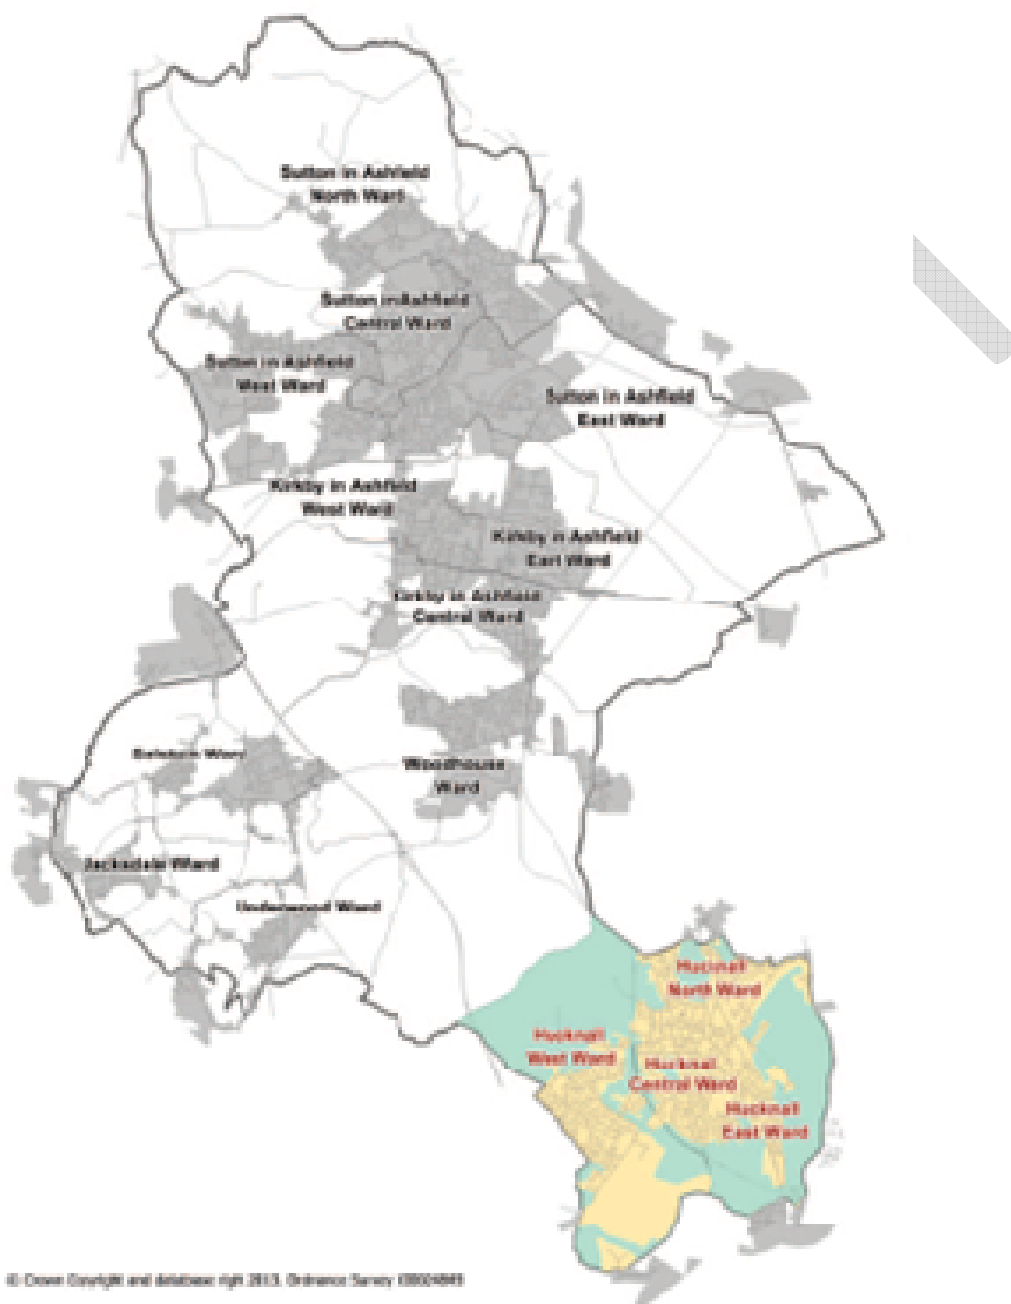 Sutton in Ashfield
North Ward
Sutton in Ashfield
Central Ward
Sutton in Ashfield
West Ward
Sutton in Ashfield
East Ward
Kirkby in Ashfield
West Ward
Kirkby in Ashfield
East Ward
Kirkby in Ashfield
Central Ward
Ward
Woodhouse
Ward
Jacksdale Ward
Underwood Ward
Hucknall
North Ward
Hucknall
West Ward
Hucknall
Central Ward
Hucknall
East Ward
© Crown Copyright and database right 2013. Ordnance Survey